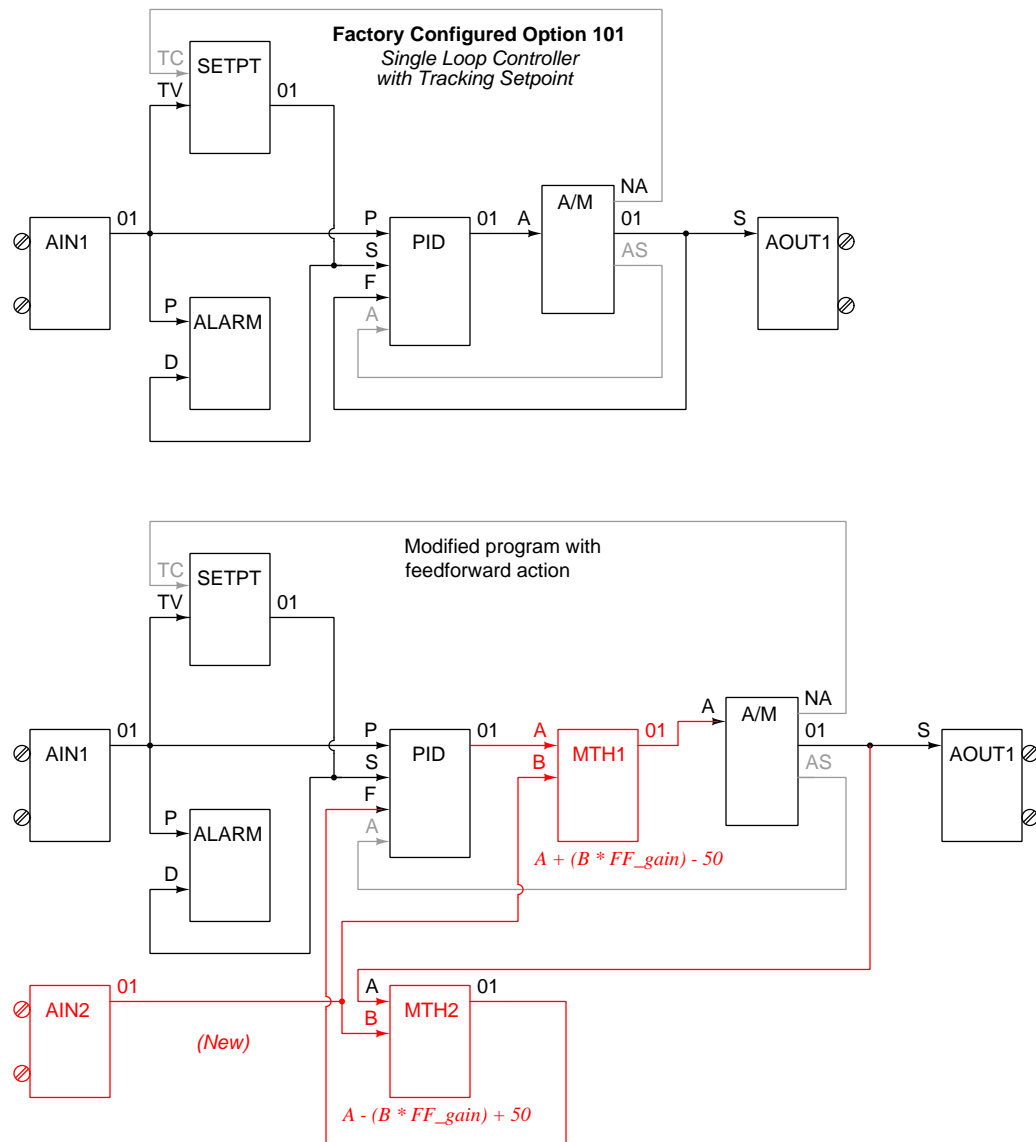 Factory Configured Option 101
Single Loop Controller
with Tracking Setpoint
TC
SETPT
TV
01
NA
A/M
01
P
01
A
01
S
AIN1
PID
AOUT1
S
AS
F
P
A
ALARM
D
Modified program with
feedforward action
TC
SETPT
TV
01
NA
A
A/M
01
P
01
A
01
01
S
AIN1
PID
MTH1
AOUT1
S
B
AS
F
P
A
ALARM
A + (B * FF_gain) - 50
D
01
A
01
AIN2
MTH2
B
(New)
A - (B * FF_gain) + 50